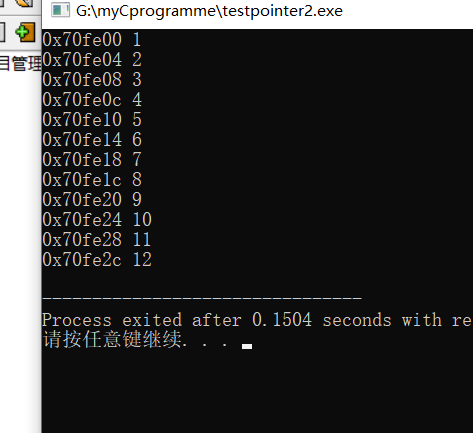 G:\myCprogramme\testpointer2.exe
目管理
0x70fe00 1
0x70fe04 2
0x70fe08 3
0x70fe0c 4
0x70fe10 5
0x70fe14 6
0x70fe18 7
0x70fe1c 8
0x70fe20 9
0x70fe24 10
0x70fe28 11
0x70fe2c 12
--------------------------------
Process exited after 0.1504 seconds with re
请按任意键继续. . .